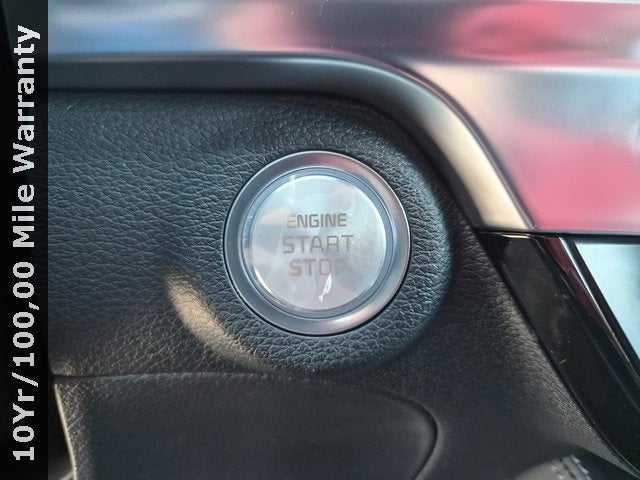 10Yr/100,00 Mile Warranty
ENGINE
START
STOP